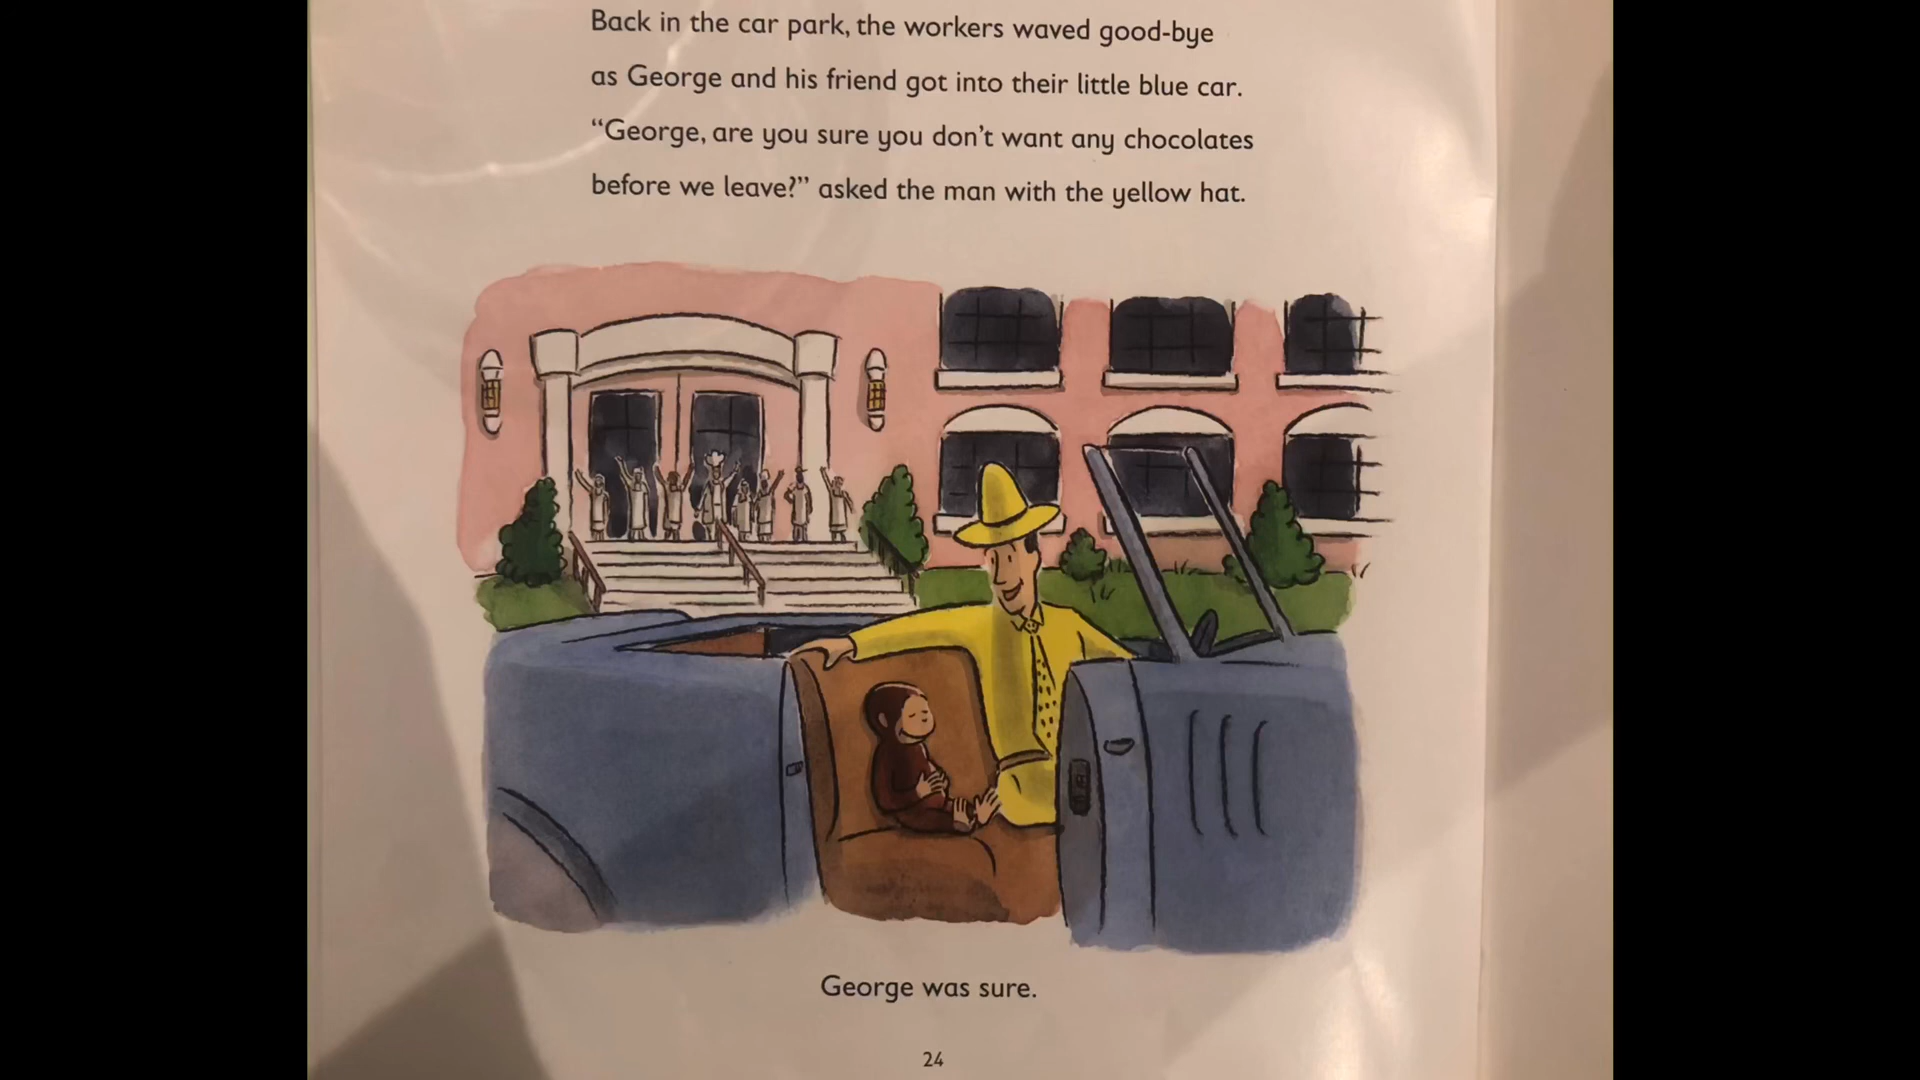 Back in the car park, the workers waved good-bye
as George and his friend got into their little blue car.
“George, are you sure you don’t want any chocolates
before we leave?” asked the man with the yellow hat.
George was sure.
24